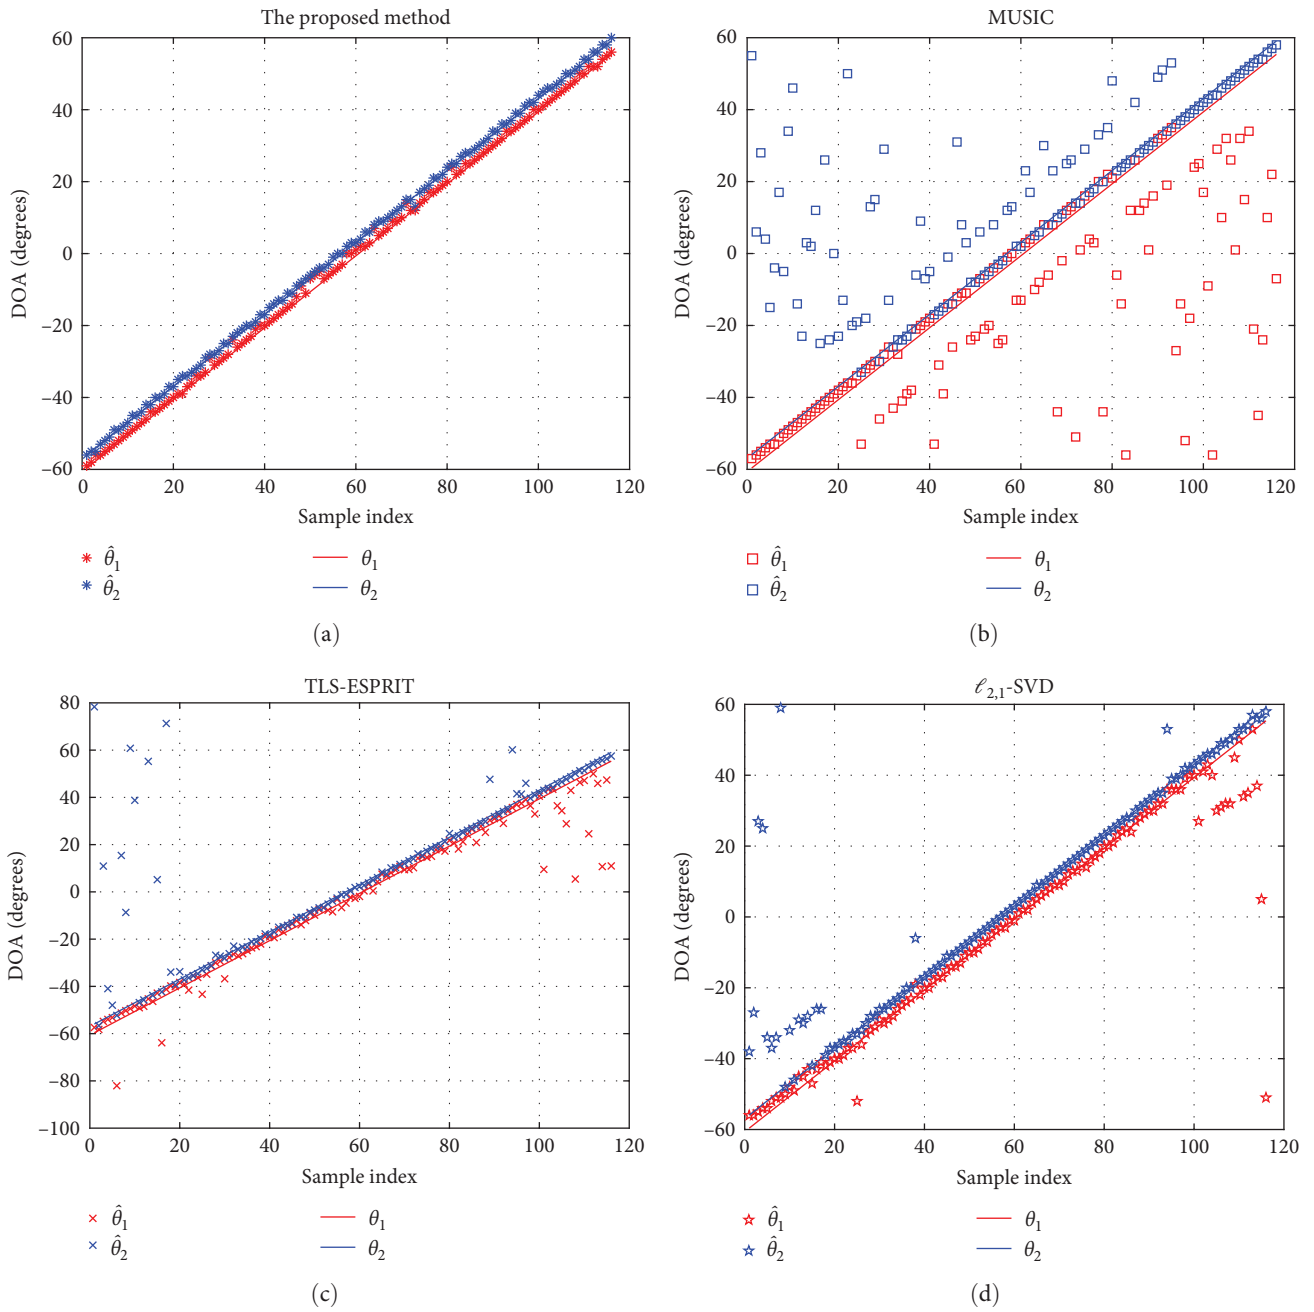 The proposed method
60
40
20
0
−20
−40
−60
0 20 40 60 80 100 120
DOA (degrees)
Sample index
θ̂1 θ1
θ̂2 θ2
(a)
MUSIC
60
40
20
0
−20
−40
−60
0 20 40 60 80 100 120
DOA (degrees)
Sample index
θ̂1 θ1
θ̂2 θ2
(b)
TLS-ESPRIT
80
60
40
20
0
−20
−40
−60
−80
−100
0 20 40 60 80 100 120
DOA (degrees)
Sample index
θ̂1 θ1
θ̂2 θ2
(c)
ℓ2,1-SVD
60
40
20
0
−20
−40
−60
0 20 40 60 80 100 120
DOA (degrees)
Sample index
θ̂1 θ1
θ̂2 θ2
(d)